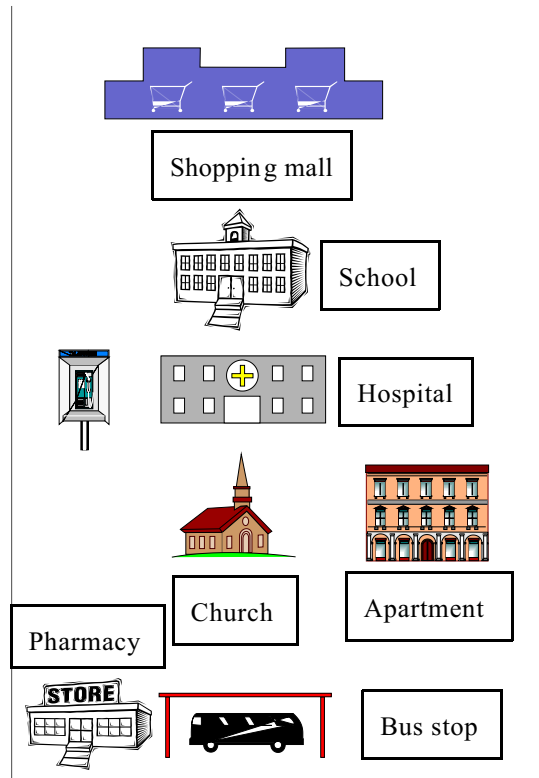 Shopping mall
School
Hospital
Church
Apartment
Pharmacy
STORE
Bus stop